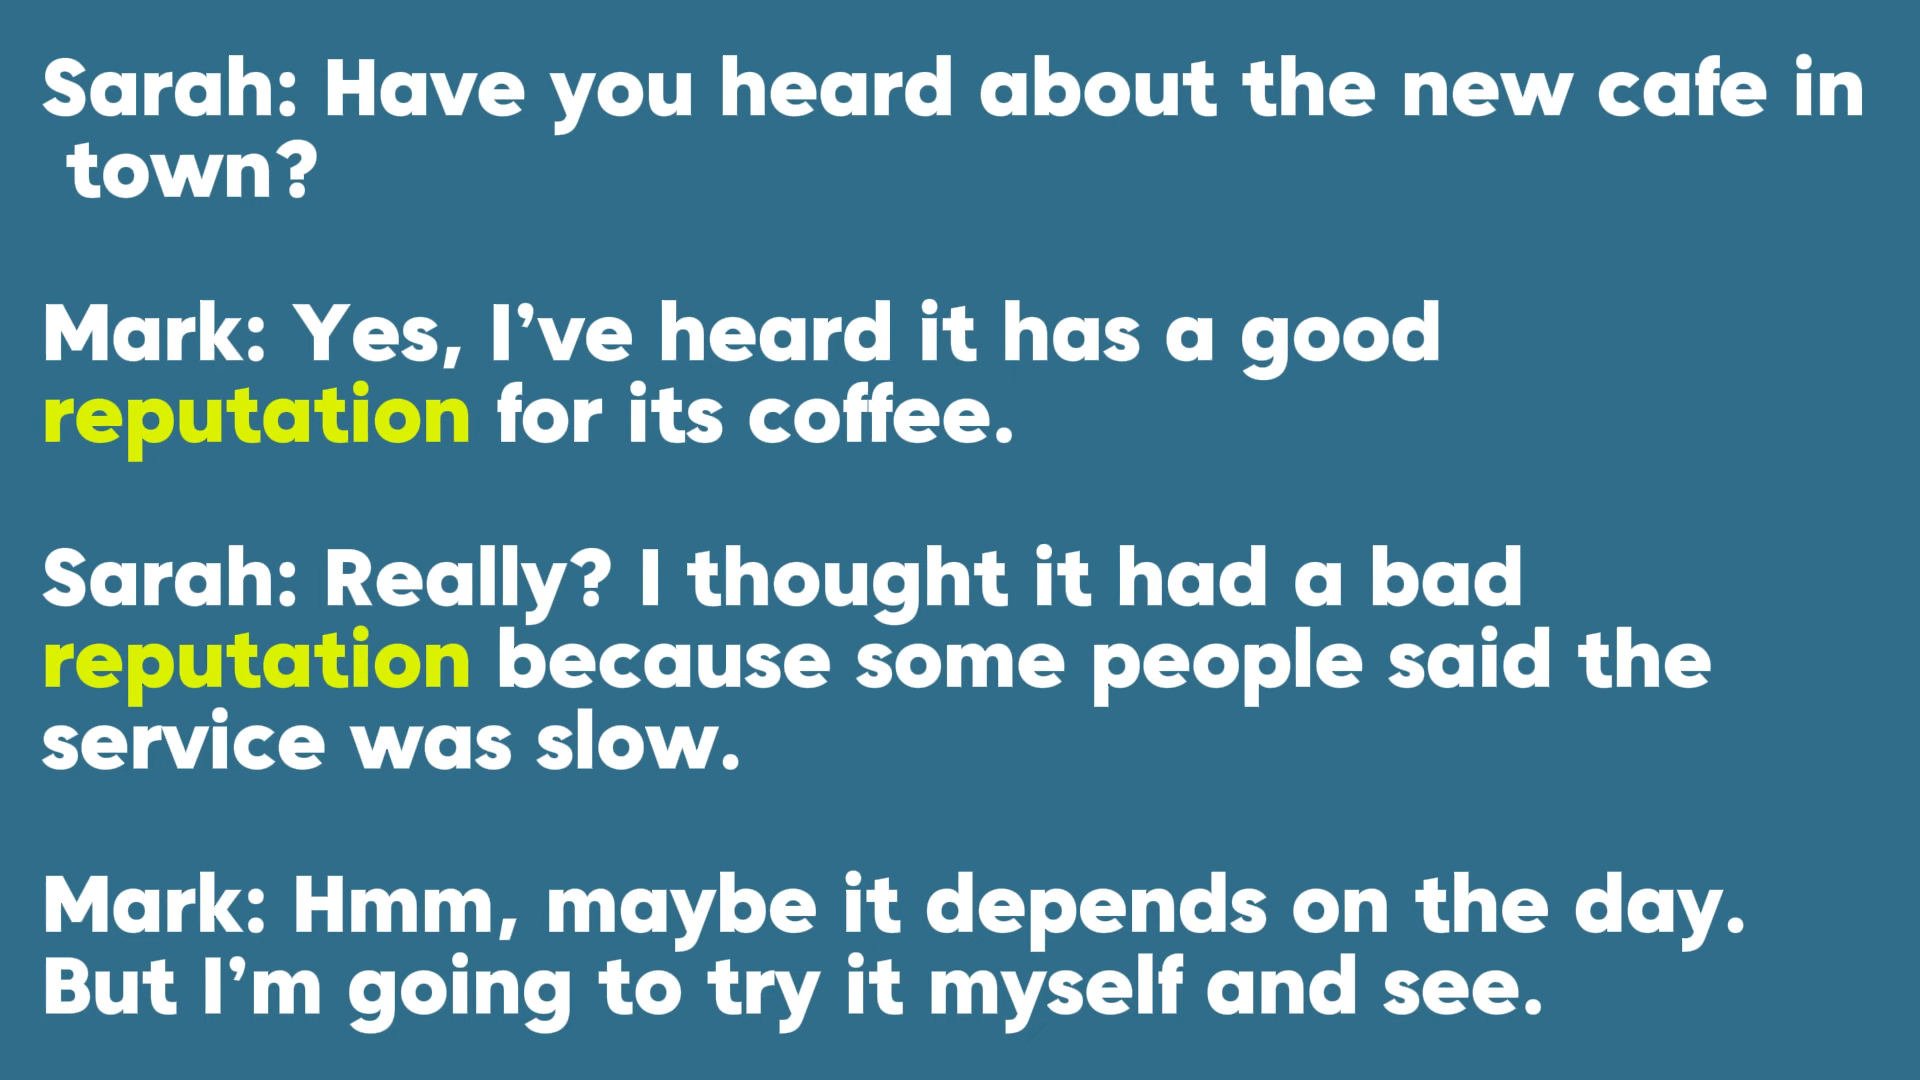 Sarah: Have you heard about the new cafe in
town?
Mark: Yes, I’ve heard it has a good
reputation for its coffee.
Sarah: Really? I thought it had a bad
reputation because some people said the
service was slow.
Mark: Hmm, maybe it depends on the day.
But I’m going to try it myself and see.